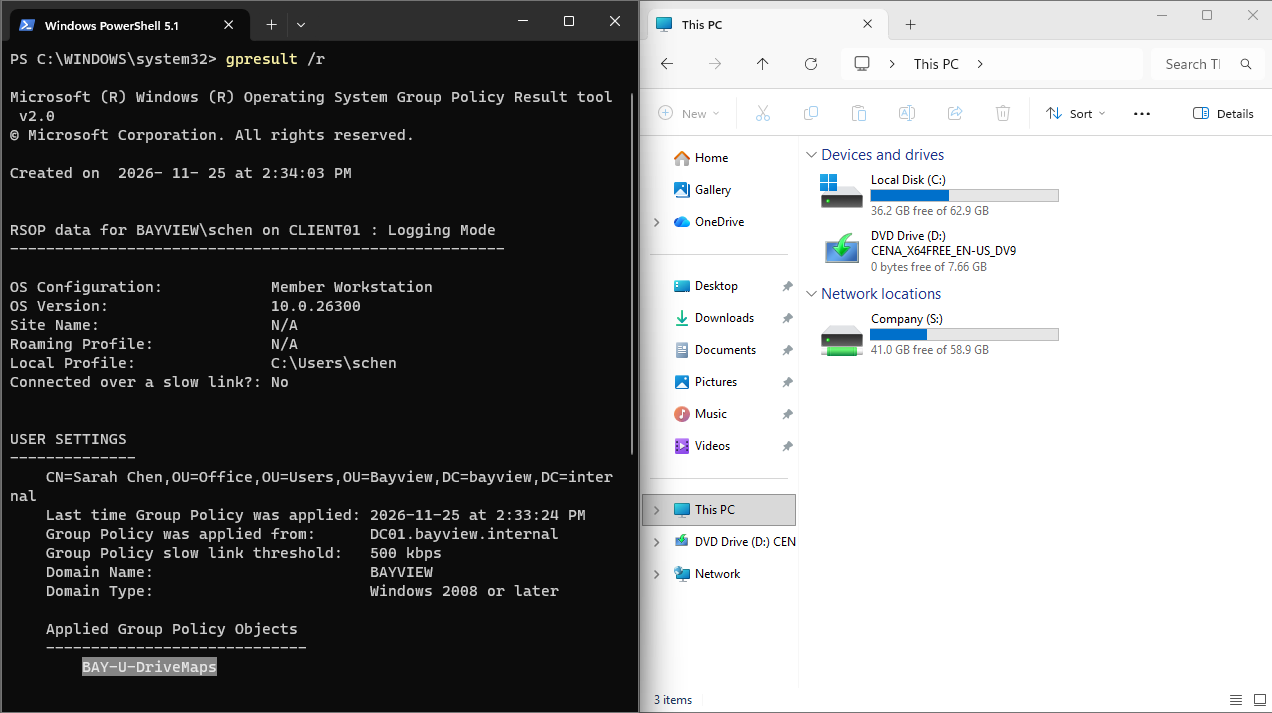 Windows PowerShell 5.1
PS C:\WINDOWS\system32> gpresult /r
Microsoft (R) Windows (R) Operating System Group Policy Result tool
v2.0
© Microsoft Corporation. All rights reserved.
Created on  2026- 11- 25 at 2:34:03 PM
RSOP data for BAYVIEW\schen on CLIENT01 : Logging Mode
-------------------------------------------------------
OS Configuration:            Member Workstation
OS Version:                  10.0.26300
Site Name:                   N/A
Roaming Profile:             N/A
Local Profile:               C:\Users\schen
Connected over a slow link?: No
USER SETTINGS
--------------
CN=Sarah Chen,OU=Office,OU=Users,OU=Bayview,DC=bayview,DC=inter
nal
Last time Group Policy was applied: 2026-11-25 at 2:33:24 PM
Group Policy was applied from:      DC01.bayview.internal
Group Policy slow link threshold:   500 kbps
Domain Name:                        BAYVIEW
Domain Type:                        Windows 2008 or later
Applied Group Policy Objects
-----------------------------
BAY-U-DriveMaps
This PC
This PC
Search TI
New
Sort
Details
Home
Gallery
OneDrive
Desktop
Downloads
Documents
Pictures
Music
Videos
This PC
DVD Drive (D:) CEN
Network
Devices and drives
Local Disk (C:)
36.2 GB free of 62.9 GB
DVD Drive (D:)
CENA_X64FREE_EN-US_DV9
0 bytes free of 7.66 GB
Network locations
Company (S:)
41.0 GB free of 58.9 GB
3 items